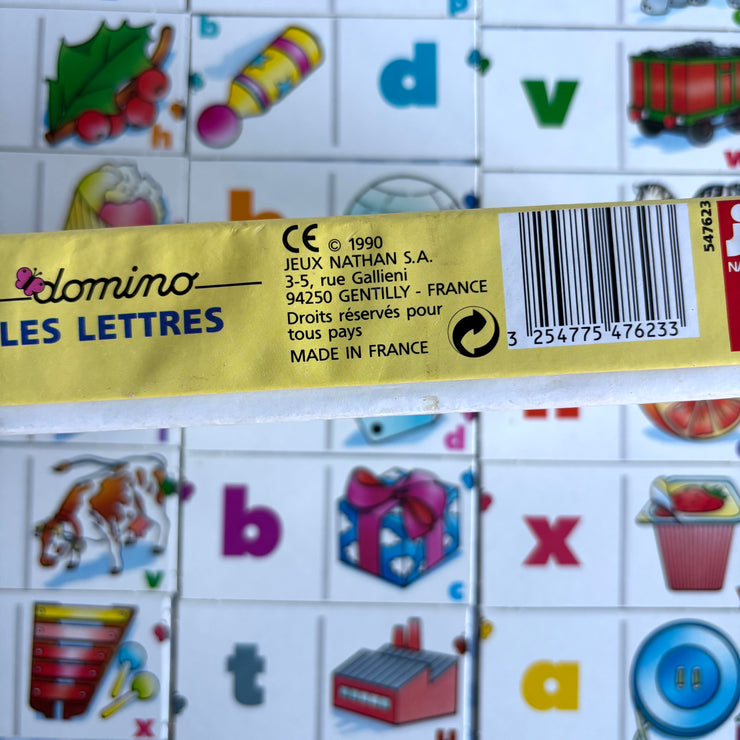 p
b
d
v
h
w
CE © 1990
JEUX NATHAN S.A.
3-5, rue Gallieni
94250 GENTILLY - FRANCE
Droits réservés pour
tous pays
MADE IN FRANCE
domino
LES LETTRES
3 254775 476233
547623
d
b
x
v
c
t
a
x
u